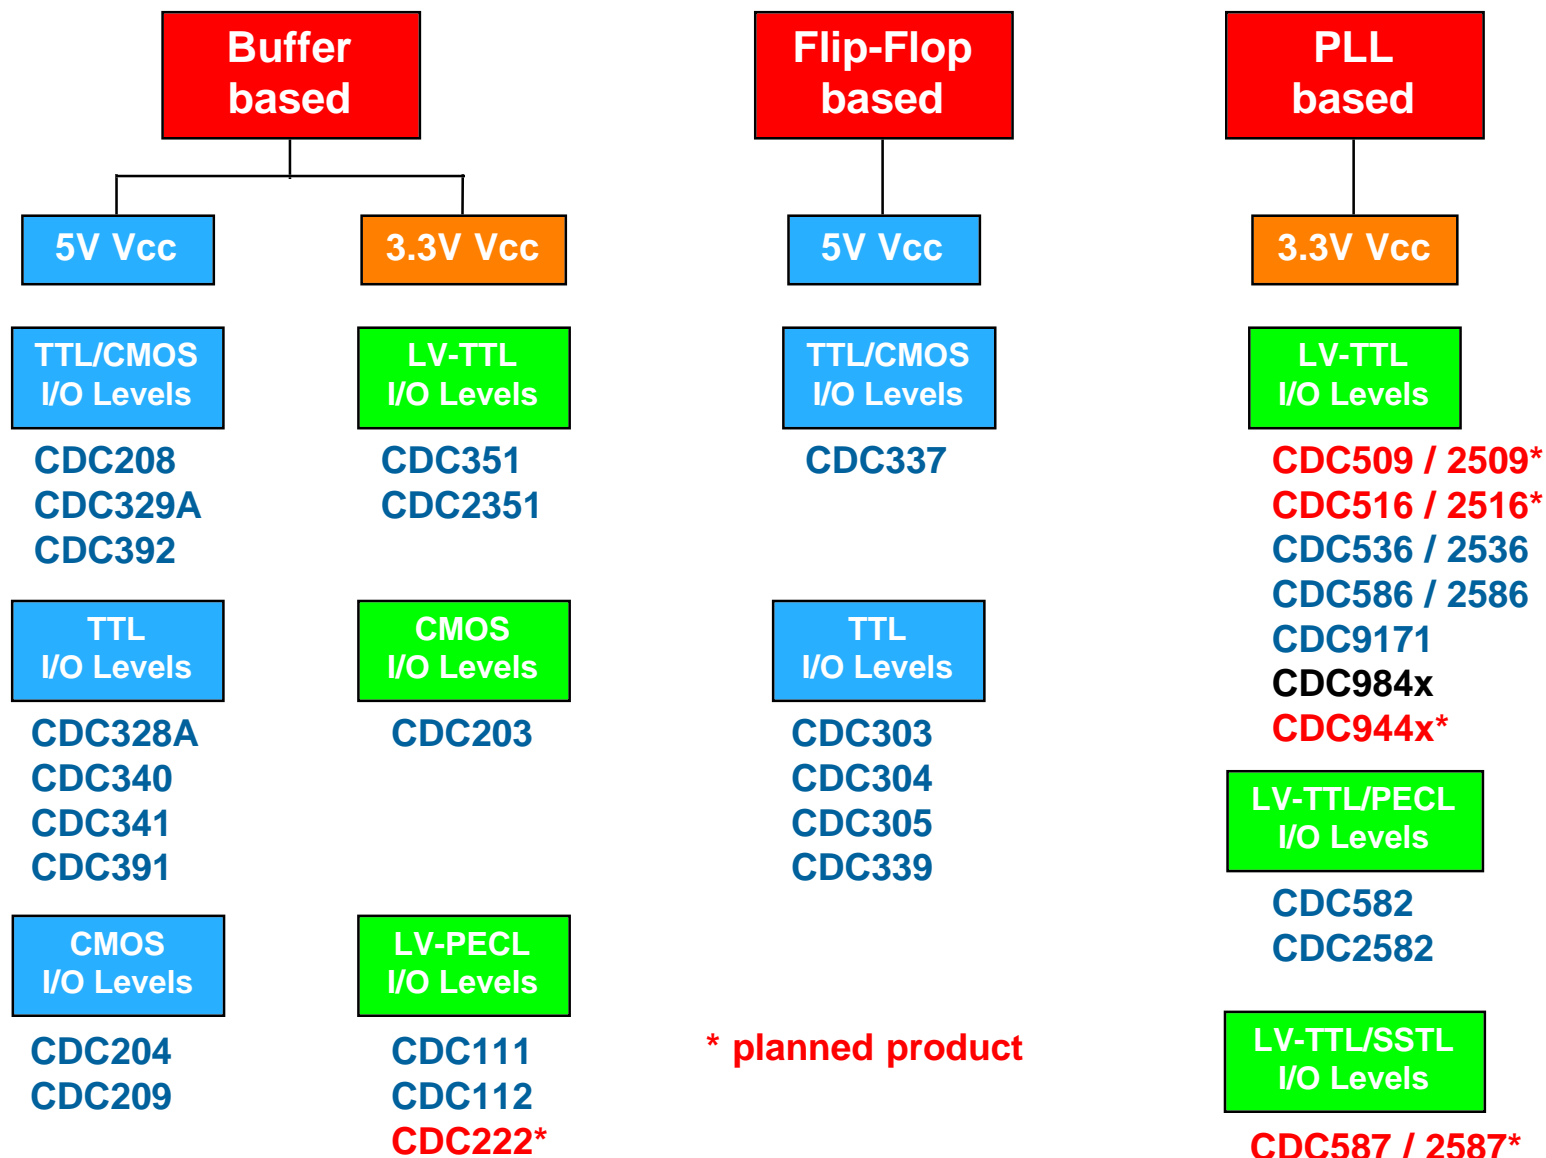 Buffer
based
5V Vcc
3.3V Vcc
TTL/CMOS
I/O Levels
CDC208
CDC329A
CDC392
TTL
I/O Levels
CDC328A
CDC340
CDC341
CDC391
CMOS
I/O Levels
CDC204
CDC209
LV-TTL
I/O Levels
CDC351
CDC2351
CMOS
I/O Levels
CDC203
LV-PECL
I/O Levels
CDC111
CDC112
CDC222*
Flip-Flop
based
5V Vcc
TTL/CMOS
I/O Levels
CDC337
TTL
I/O Levels
CDC303
CDC304
CDC305
CDC339
* planned product
PLL
based
3.3V Vcc
LV-TTL
I/O Levels
CDC509 / 2509*
CDC516 / 2516*
CDC536 / 2536
CDC586 / 2586
CDC9171
CDC984x
CDC944x*
LV-TTL/PECL
I/O Levels
CDC582
CDC2582
LV-TTL/SSTL
I/O Levels
CDC587 / 2587*